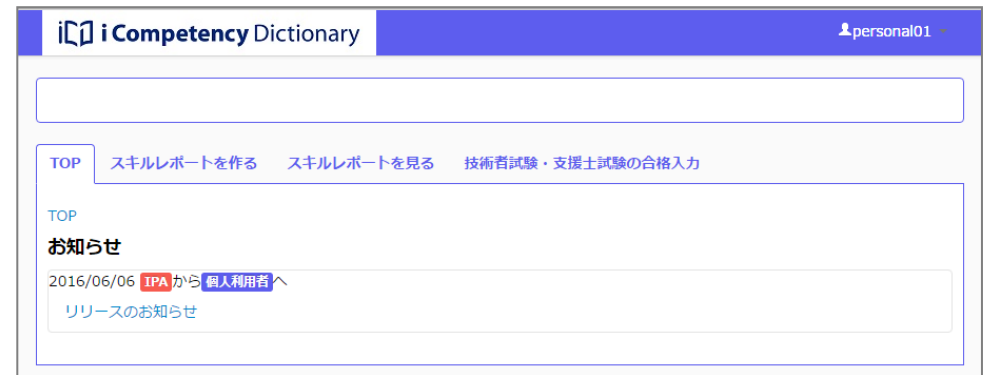 iCD i Competency Dictionary
personal01
TOP スキルレポートを作る スキルレポートを見る 技術者試験・支援士試験の合格入力
TOP
お知らせ
2016/06/06 IPAから個人利用者へ
リリースのお知らせ